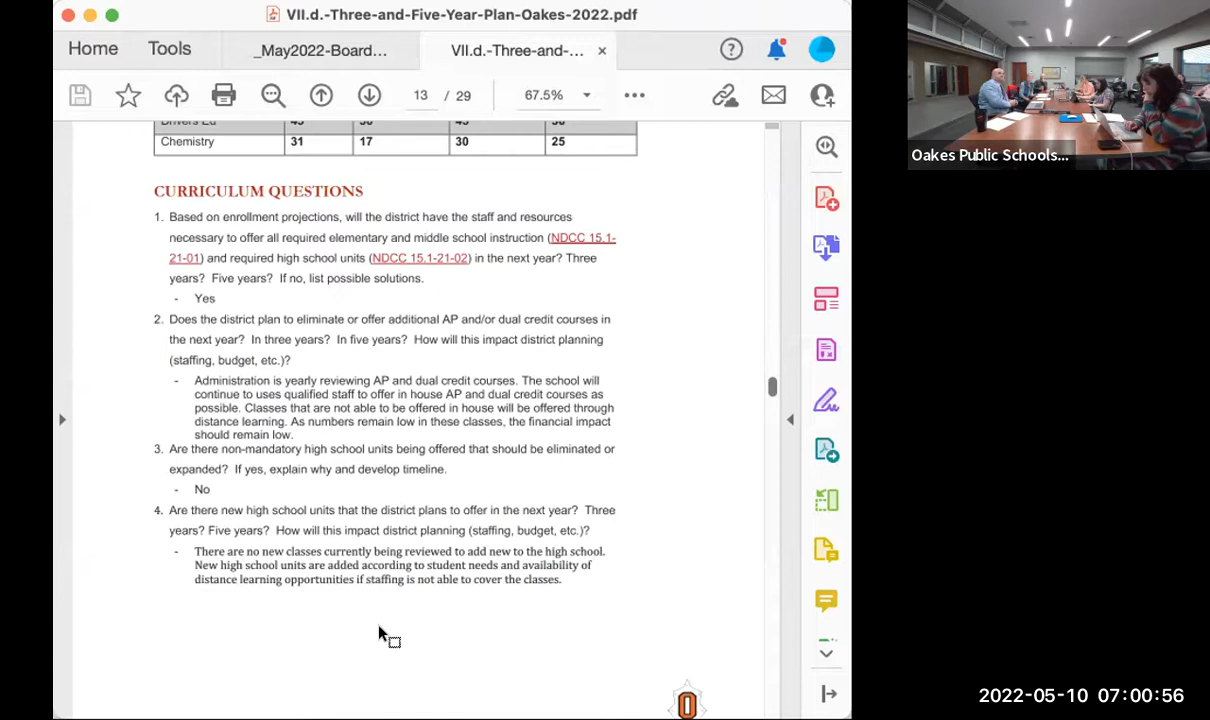 VII.d.-Three-and-Five-Year-Plan-Oakes-2022.pdf
Home Tools _May2022-Board... VII.d.-Three-and-... ×
13 / 29 67.5%
Drivers Ed 45 30 45 30
Chemistry 31 17 30 25
CURRICULUM QUESTIONS
1. Based on enrollment projections, will the district have the staff and resources
necessary to offer all required elementary and middle school instruction (NDCC 15.1-
21-01) and required high school units (NDCC 15.1-21-02) in the next year? Three
years? Five years? If no, list possible solutions.
- Yes
2. Does the district plan to eliminate or offer additional AP and/or dual credit courses in
the next year? In three years? In five years? How will this impact district planning
(staffing, budget, etc.)?
- Administration is yearly reviewing AP and dual credit courses. The school will
continue to uses qualified staff to offer in house AP and dual credit courses as
possible. Classes that are not able to be offered in house will be offered through
distance learning. As numbers remain low in these classes, the financial impact
should remain low.
3. Are there non-mandatory high school units being offered that should be eliminated or
expanded? If yes, explain why and develop timeline.
- No
4. Are there new high school units that the district plans to offer in the next year? Three
years? Five years? How will this impact district planning (staffing, budget, etc.)?
- There are no new classes currently being reviewed to add new to the high school.
New high school units are added according to student needs and availability of
distance learning opportunities if staffing is not able to cover the classes.
Oakes Public Schools...
2022-05-10 07:00:56